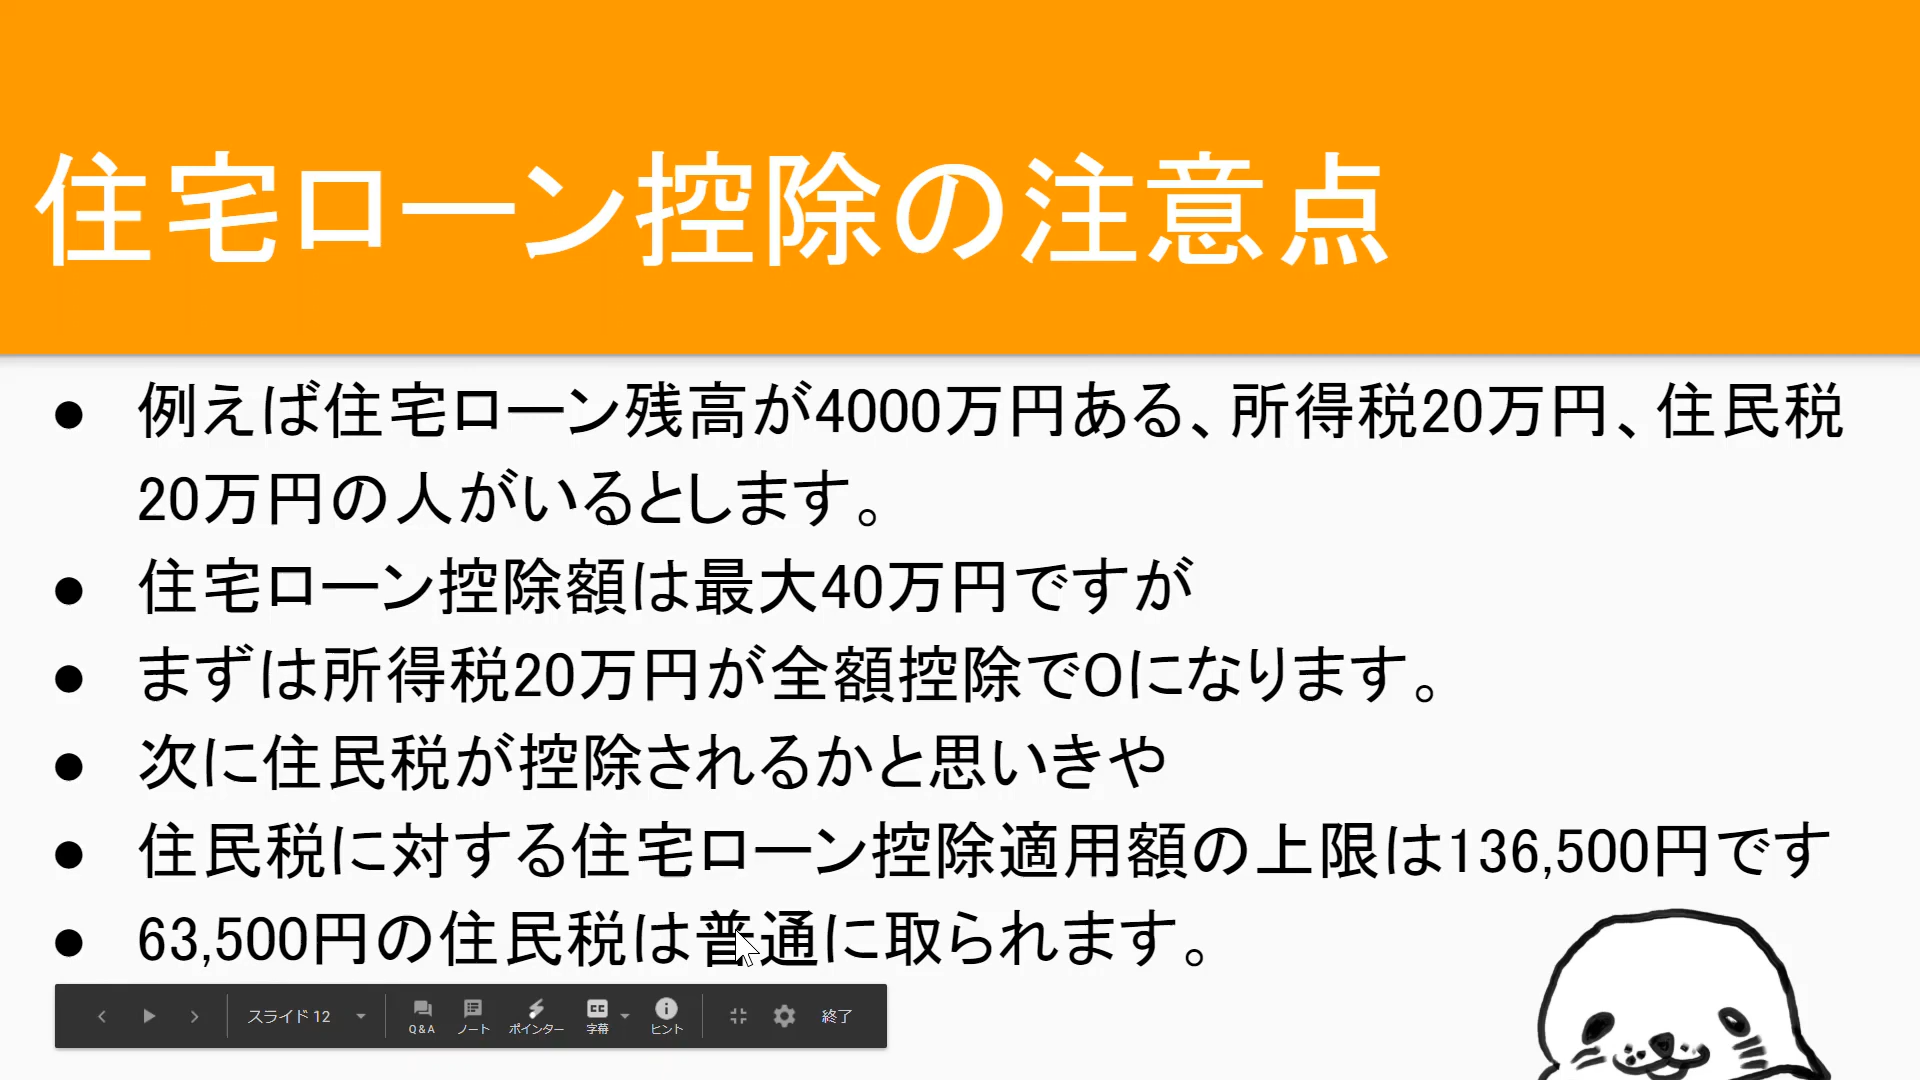 住宅ローン控除の注意点
● 例えば住宅ローン残高が4000万円ある、所得税20万円、住民税
20万円の人がいるとします。
● 住宅ローン控除額は最大40万円ですが
● まずは所得税20万円が全額控除で0になります。
● 次に住民税が控除されるかと思いきや
● 住民税に対する住宅ローン控除適用額の上限は136,500円です
● 63,500円の住民税は普通に取られます。
スライド 12 Q&A ノート ポインター 字幕 ヒント 終了